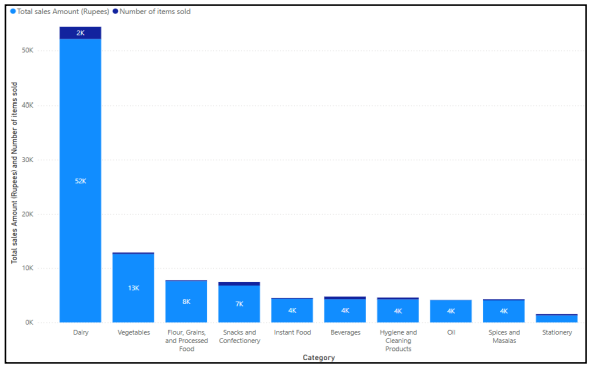 Total sales Amount (Rupees) Number of items sold
Total sales Amount (Rupees) and Number of items sold
50K
40K
30K
20K
10K
0K
2K
52K
13K
8K
7K
4K
4K
4K
4K
4K
Dairy
Vegetables
Flour, Grains,
and Processed
Food
Snacks and
Confectionery
Instant Food
Beverages
Hygiene and
Cleaning
Products
Oil
Spices and
Masalas
Stationery
Category